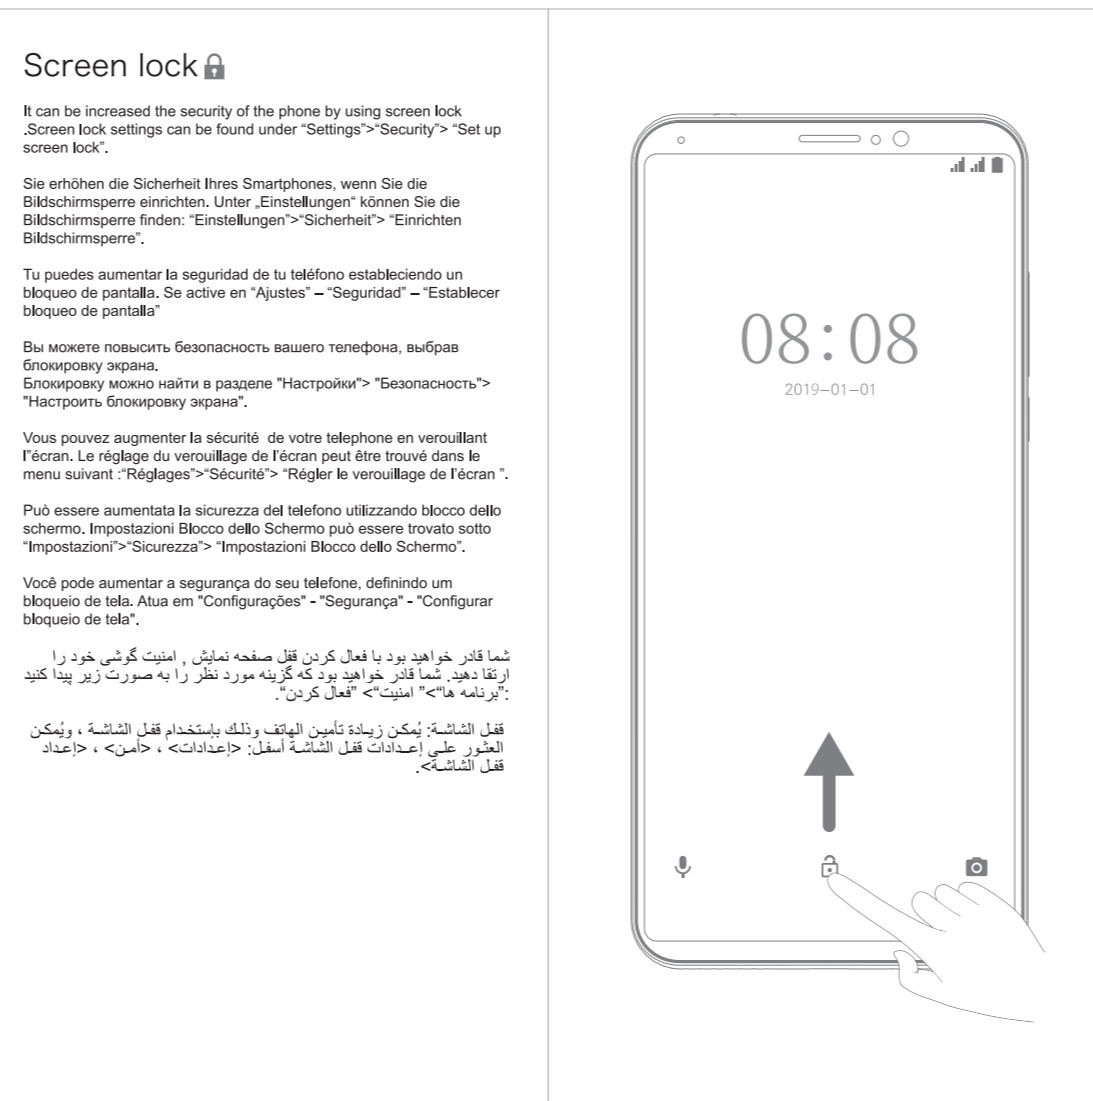 Screen lock
It can be increased the security of the phone by using screen lock
.Screen lock settings can be found under “Settings”>“Security”> “Set up
screen lock”.
Sie erhöhen die Sicherheit Ihres Smartphones, wenn Sie die
Bildschirmsperre einrichten. Unter „Einstellungen“ können Sie die
Bildschirmsperre finden: “Einstellungen”>“Sicherheit”> “Einrichten
Bildschirmsperre”.
Tu puedes aumentar la seguridad de tu teléfono estableciendo un
bloqueo de pantalla. Se active en “Ajustes” – “Seguridad” – “Establecer
bloqueo de pantalla”
Вы можете повысить безопасность вашего телефона, выбрав
блокировку экрана.
Блокировку можно найти в разделе "Настройки"> "Безопасность">
"Настроить блокировку экрана".
Vous pouvez augmenter la sécurité  de votre telephone en verouillant
l”écran. Le réglage du verouillage de l’écran peut être trouvé dans le
menu suivant :“Réglages”>“Sécurité”> “Régler le verouillage de l’écran ”.
Può essere aumentata la sicurezza del telefono utilizzando blocco dello
schermo. Impostazioni Blocco dello Schermo può essere trovato sotto
“Impostazioni”>“Sicurezza”> “Impostazioni Blocco dello Schermo”.
Você pode aumentar a segurança do seu telefone, definindo um
bloqueio de tela. Atua em "Configurações" - "Segurança" - "Configurar
bloqueio de tela".
شما قادر خواهید بود با فعال کردن قفل صفحه نمایش , امنیت گوشی خود را
ارتقا دهید. شما قادر خواهید بود که گزینه مورد نظر را به صورت زیر پیدا کنید
:”برنامه ها“>” امنیت“> ”فعال کردن“.
قفل الشاشة: يُمكن زيادة تأمين الهاتف وذلك بإستخدام قفل الشاشة ، ويُمكن
العثور على إعدادات قفل الشاشة أسفل: <إعدادات> ، <أمن> ، <إعداد
قفل الشاشة>.
08:08
2019–01–01